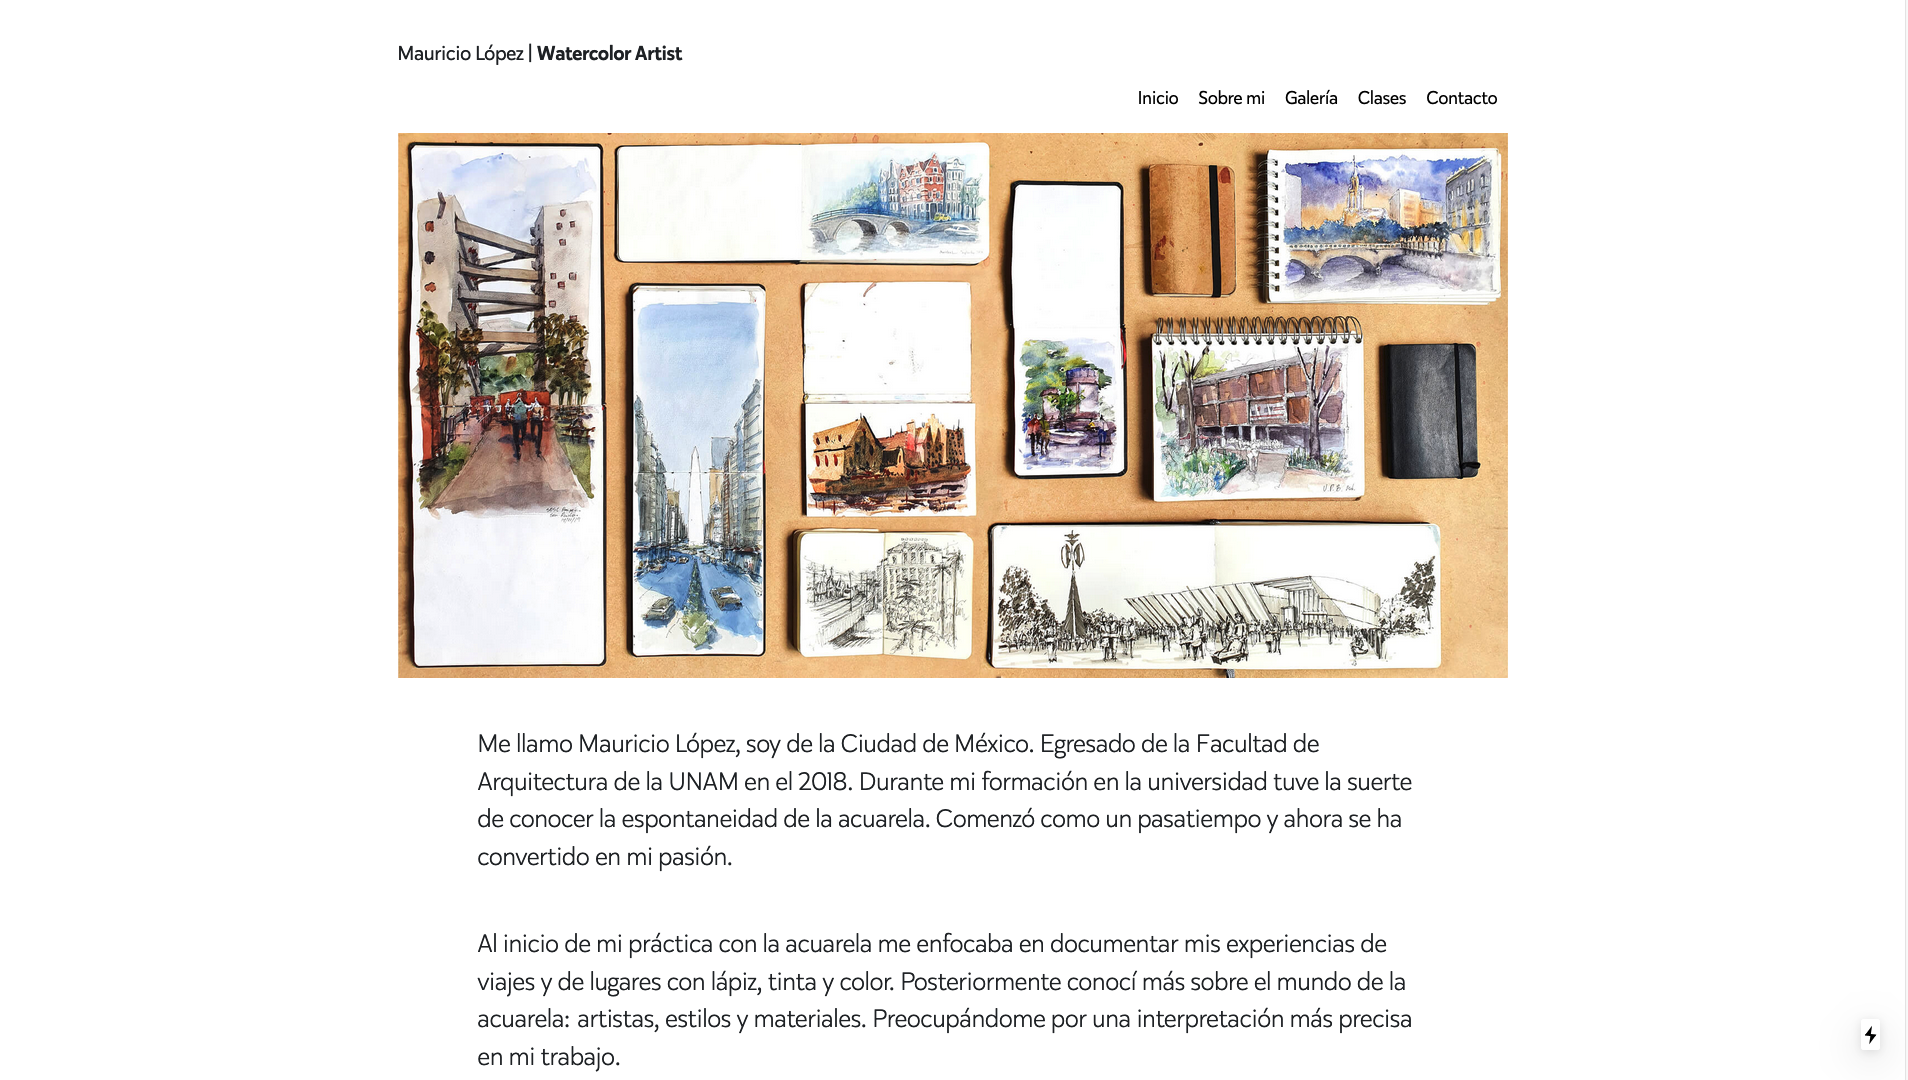 Mauricio López | Watercolor Artist
Inicio Sobre mi Galería Clases Contacto
Me llamo Mauricio López, soy de la Ciudad de México. Egresado de la Facultad de
Arquitectura de la UNAM en el 2018. Durante mi formación en la universidad tuve la suerte
de conocer la espontaneidad de la acuarela. Comenzó como un pasatiempo y ahora se ha
convertido en mi pasión.
Al inicio de mi práctica con la acuarela me enfocaba en documentar mis experiencias de
viajes y de lugares con lápiz, tinta y color. Posteriormente conocí más sobre el mundo de la
acuarela: artistas, estilos y materiales. Preocupándome por una interpretación más precisa
en mi trabajo.